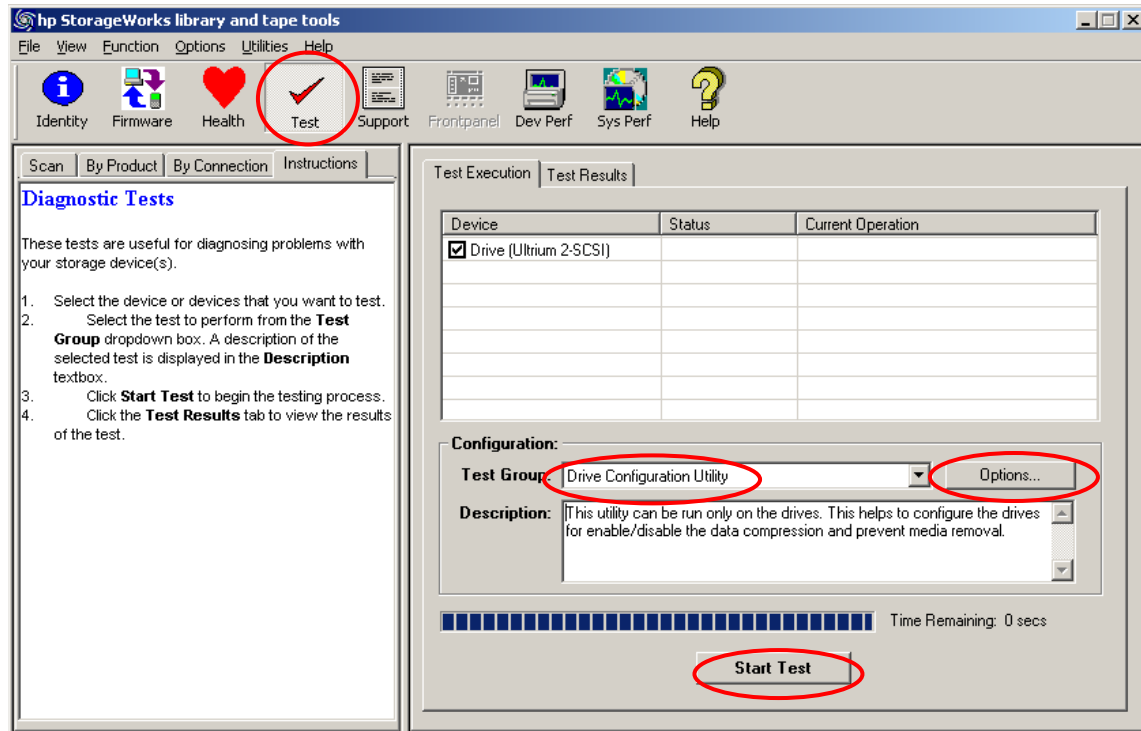 hp StorageWorks library and tape tools
File View Function Options Utilities Help
Identity Firmware Health Test Support Frontpanel Dev Perf Sys Perf Help
Scan By Product By Connection Instructions
Diagnostic Tests
These tests are useful for diagnosing problems with
your storage device(s).
1. Select the device or devices that you want to test.
2. Select the test to perform from the Test
Group dropdown box. A description of the
selected test is displayed in the Description
textbox.
3. Click Start Test to begin the testing process.
4. Click the Test Results tab to view the results
of the test.
Test Execution Test Results
Device Status Current Operation
Drive (Ultrium 2-SCSI)
Configuration:
Test Group: Drive Configuration Utility Options...
Description: This utility can be run only on the drives. This helps to configure the drives
for enable/disable the data compression and prevent media removal.
Time Remaining: 0 secs
Start Test